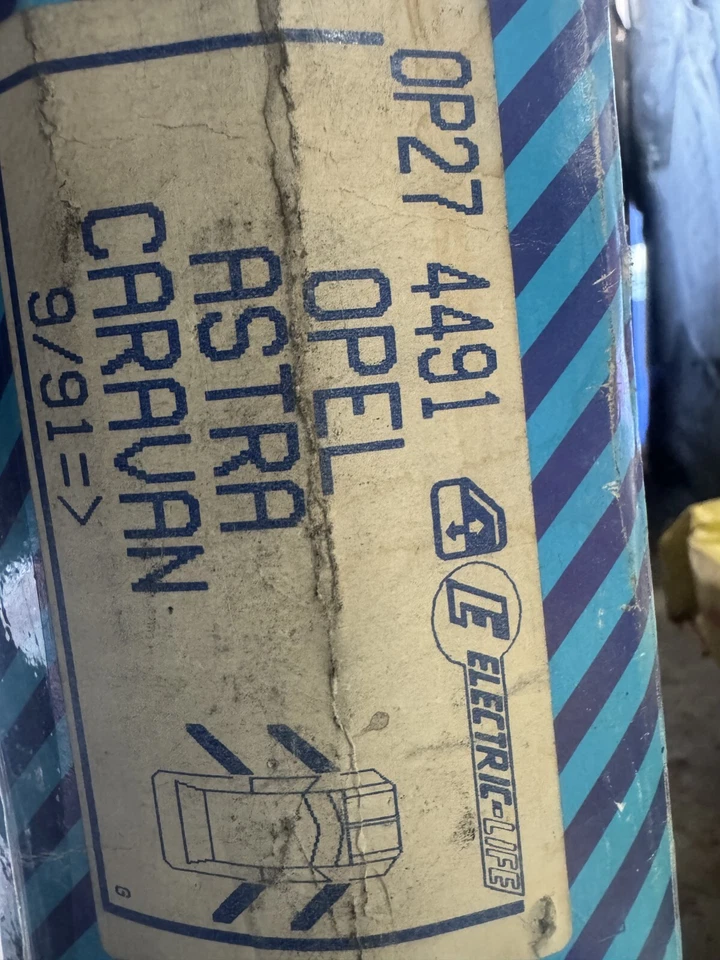 OP27 4491 E ELECTRIC-LIFE
OPEL
ASTRA
CARAVAN
9/91=>
G